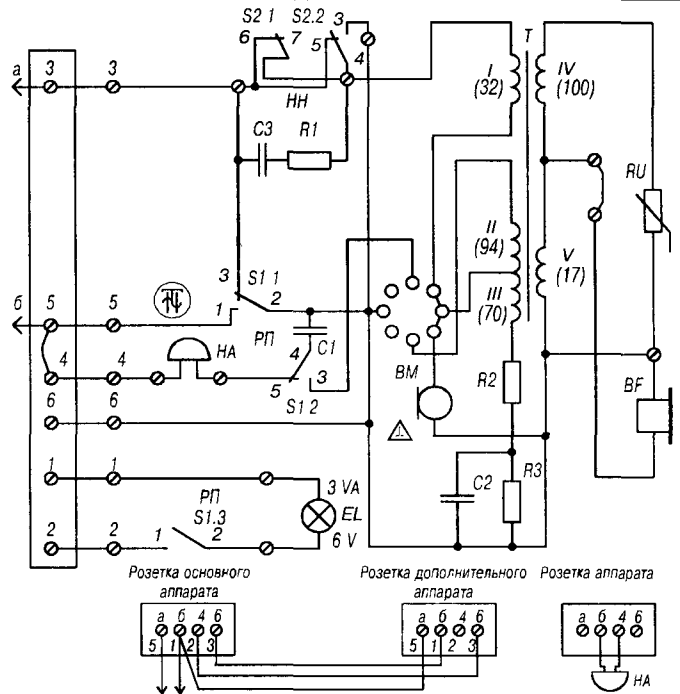 S2 1 S2.2 3
6 7 5 4
T
а 3 3
НН
I
(32)
IV
(100)
C3 R1
RU
II
(94)
V
(17)
3 S1 1
2
1
б 5 5
РП
III
(70)
C1
4 4 HA
4
5 3
S1 2
BM
R2
BF
6 6
1 1
РП
S1.3
3 VA
EL
6 V
C2 R3
2 2 1 2
Розетка основного
аппарата
Розетка дополнительного
аппарата
Розетка аппарата
а б 4 6
5 1 2 3
а б 4 6
5 1 2 3
а б 4 6
HA